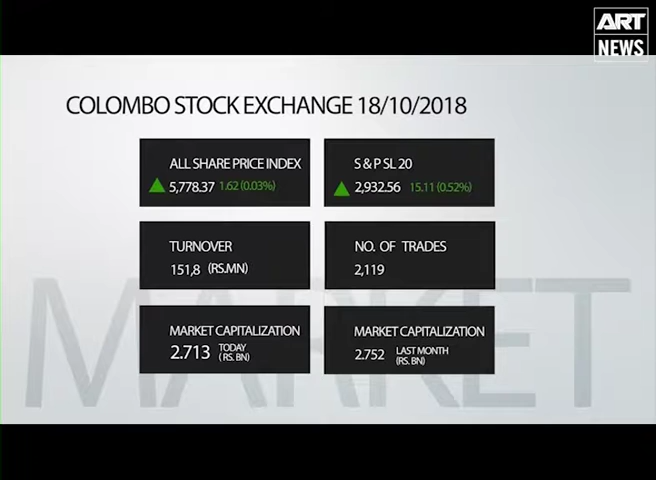 ART
NEWS
COLOMBO STOCK EXCHANGE 18/10/2018
ALL SHARE PRICE INDEX
5,778.37 1.62 (0.03%)
S & P SL 20
2,932.56 15.11 (0.52%)
TURNOVER
151,8 (RS.MN)
NO. OF TRADES
2,119
MARKET CAPITALIZATION
2.713 TODAY
(RS. BN)
MARKET CAPITALIZATION
2.752 LAST MONTH
(RS. BN)
MARKET